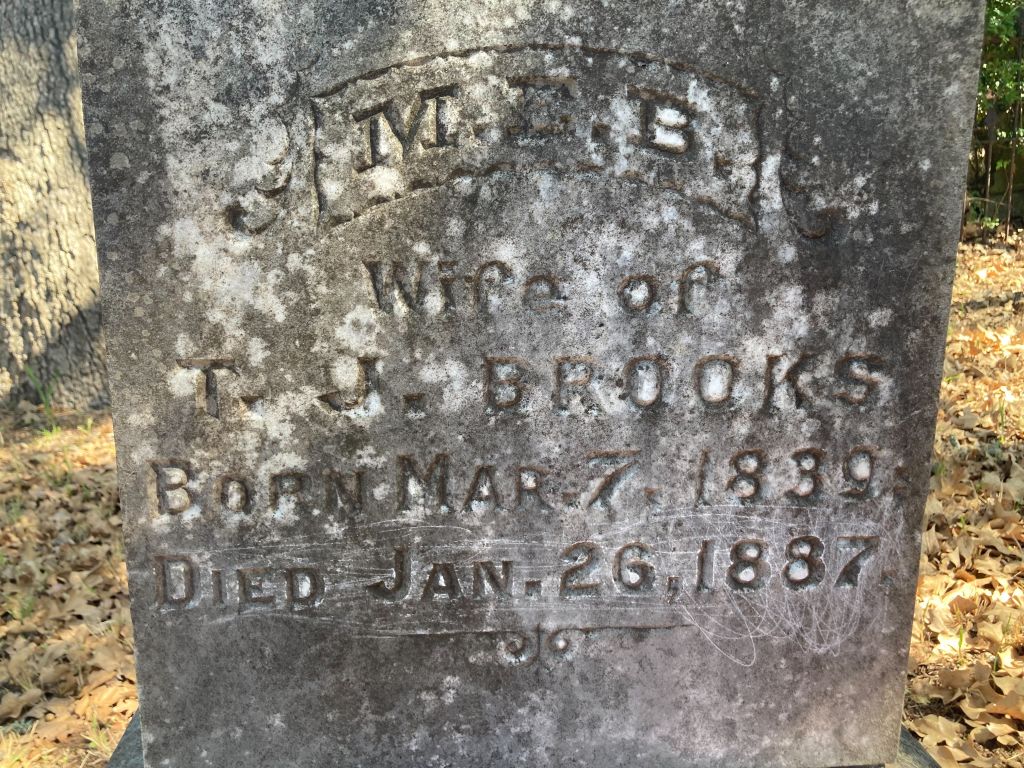 M. E. B.
Wife of
T. J. BROOKS
BORN MAR. 7. 1839.
DIED JAN. 26, 1887.